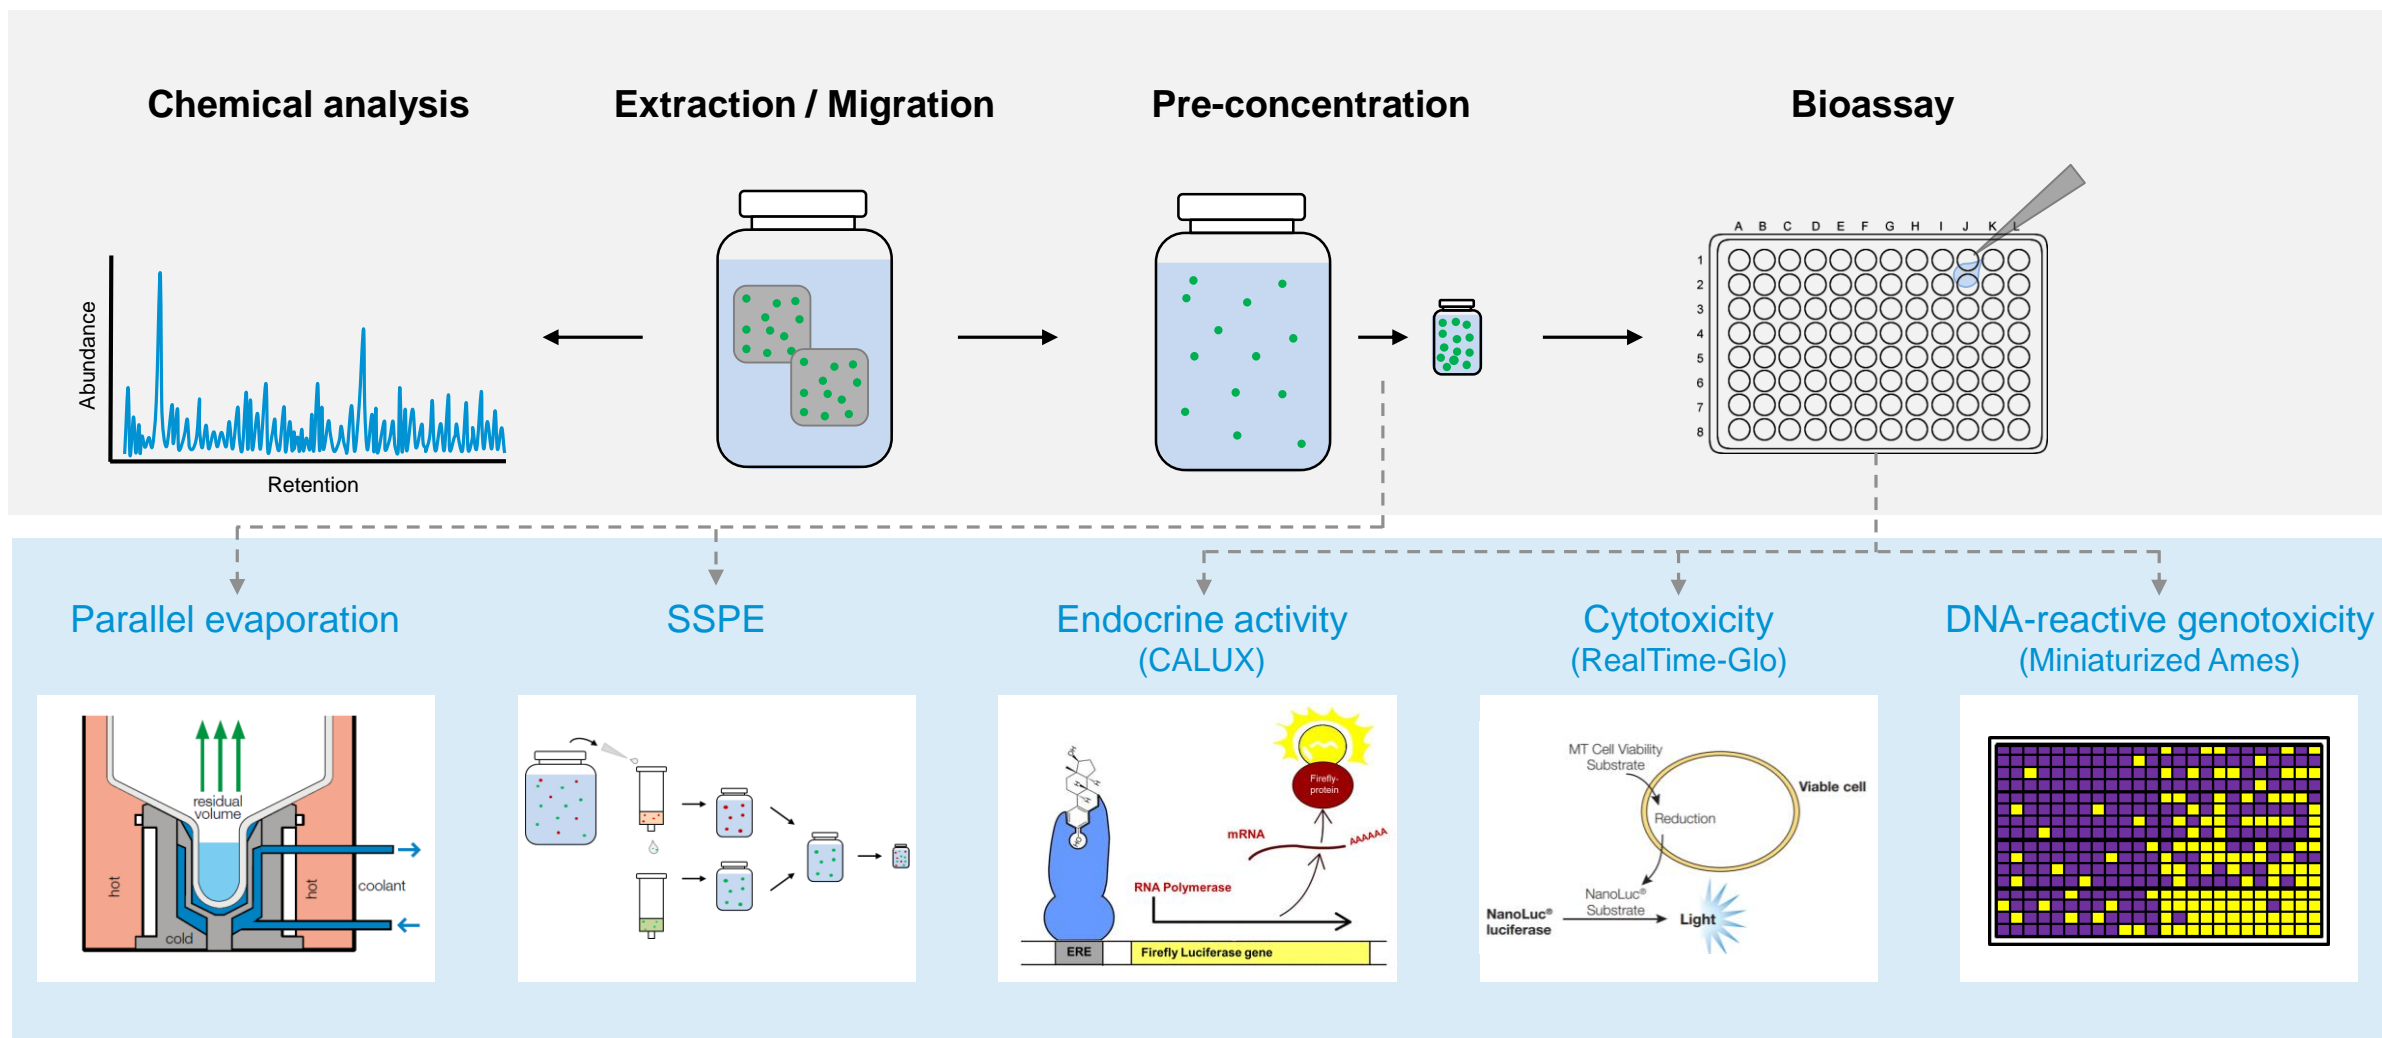 Chemical analysis
Extraction / Migration
Pre-concentration
Bioassay
Abundance
Retention
A B C D E F G H I J K L
1
2
3
4
5
6
7
8
Parallel evaporation
SSPE
Endocrine activity
(CALUX)
Cytotoxicity
(RealTime-Glo)
DNA-reactive genotoxicity
(Miniaturized Ames)
residual
volume
hot
hot
coolant
cold
OH
HO
Firefly-
protein
mRNA
AAAAAA
RNA Polymerase
ERE
Firefly Luciferase gene
MT Cell Viability
Substrate
Viable cell
Reduction
NanoLuc®
Substrate
NanoLuc®
luciferase
Light